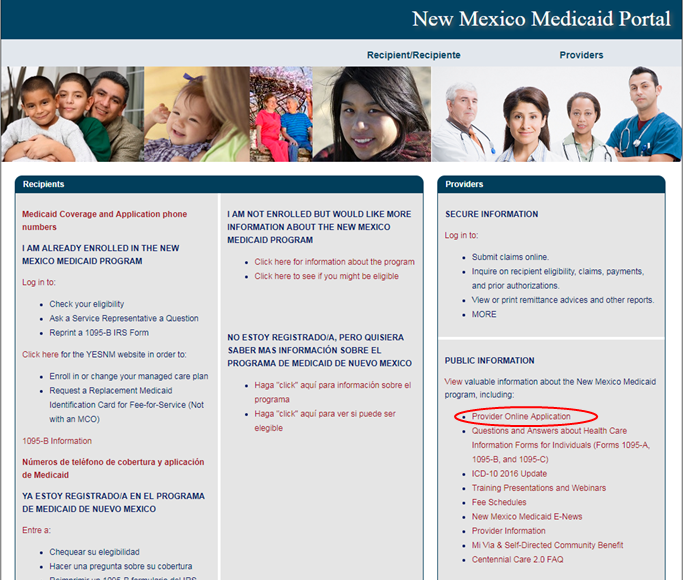 New Mexico Medicaid Portal
Recipient/Recipiente
Providers
Recipients
Medicaid Coverage and Application phone
numbers
I AM ALREADY ENROLLED IN THE NEW
MEXICO MEDICAID PROGRAM
Log in to:
Check your eligibility
Ask a Service Representative a Question
Reprint a 1095-B IRS Form
Click here for the YESNM website in order to:
Enroll in or change your managed care plan
Request a Replacement Medicaid
Identification Card for Fee-for-Service (Not
with an MCO)
1095-B Information
Números de teléfono de cobertura y aplicación
de Medicaid
YA ESTOY REGISTRADO/A EN EL PROGRAMA
DE MEDICAID DE NUEVO MEXICO
Entre a:
Chequear su elegibilidad
Hacer una pregunta sobre su cobertura
Reimprimir un 1095-B formulario del IRS
I AM NOT ENROLLED BUT WOULD LIKE MORE
INFORMATION ABOUT THE NEW MEXICO
MEDICAID PROGRAM
Click here for information about the program
Click here to see if you might be eligible
NO ESTOY REGISTRADO/A, PERO QUISIERA
SABER MAS INFORMACIÓN SOBRE EL
PROGRAMA DE MEDICAID DE NUEVO MEXICO
Haga "click" aquí para información sobre el
programa
Haga "click" aquí para ver si puede ser
elegible
Providers
SECURE INFORMATION
Log in to:
Submit claims online.
Inquire on recipient eligibility, claims, payments,
and prior authorizations.
View or print remittance advices and other reports.
MORE
PUBLIC INFORMATION
View valuable information about the New Mexico Medicaid
program, including:
Provider Online Application
Questions and Answers about Health Care
Information Forms for Individuals (Forms 1095-A,
1095-B, and 1095-C)
ICD-10 2016 Update
Training Presentations and Webinars
Fee Schedules
New Mexico Medicaid E-News
Provider Information
Mi Via & Self-Directed Community Benefit
Centennial Care 2.0 FAQ